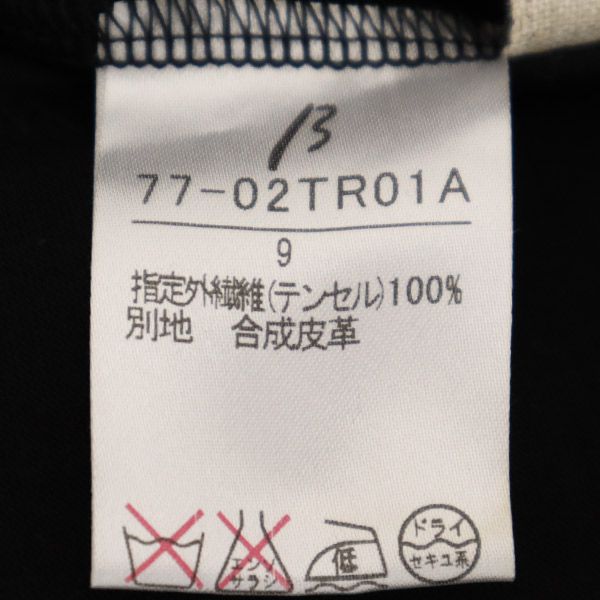 13
77-02TR01A
9
指定外繊維(テンセル)100%
別地 合成皮革
エンソ
サラシ
低
ドライ
セキユ系